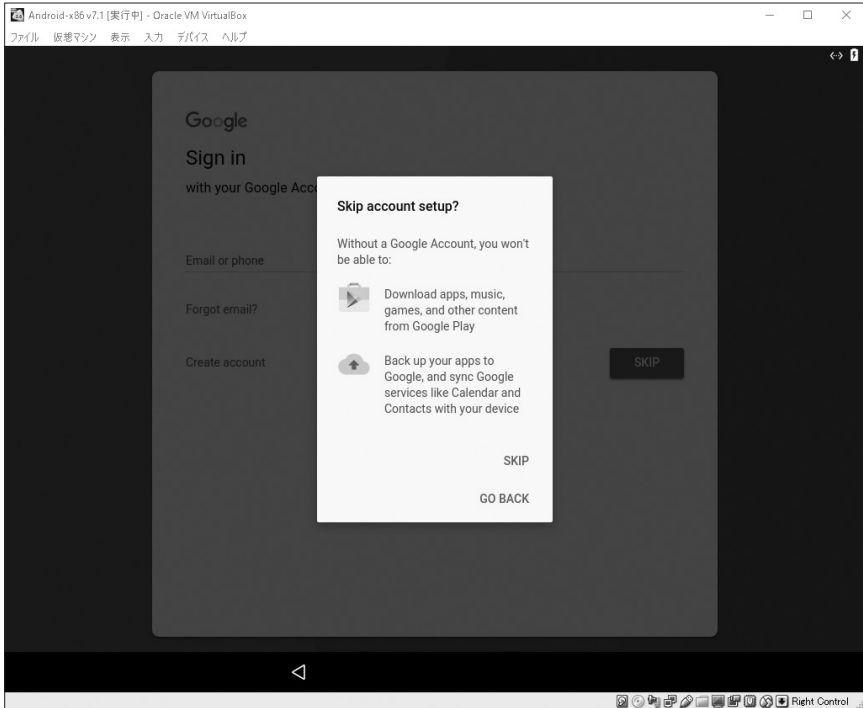 Android-x86 v7.1 [実行中] - Oracle VM VirtualBox
ファイル 仮想マシン 表示 入力 デバイス ヘルプ
Google
Sign in
with your Google Acco
Skip account setup?
Without a Google Account, you won't
be able to:
Email or phone
Download apps, music,
games, and other content
from Google Play
Forgot email?
Back up your apps to
Google, and sync Google
services like Calendar and
Contacts with your device
Create account
SKIP
SKIP
GO BACK
Right Control